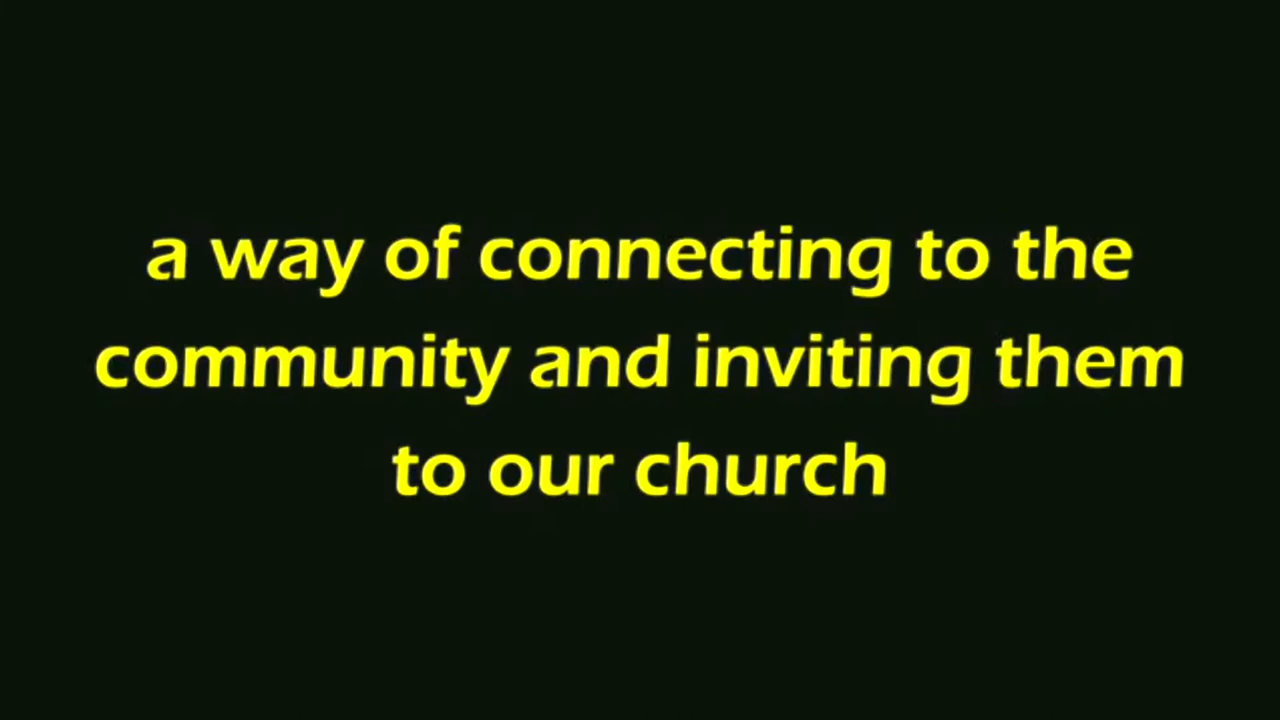 a way of connecting to the
community and inviting them
to our church